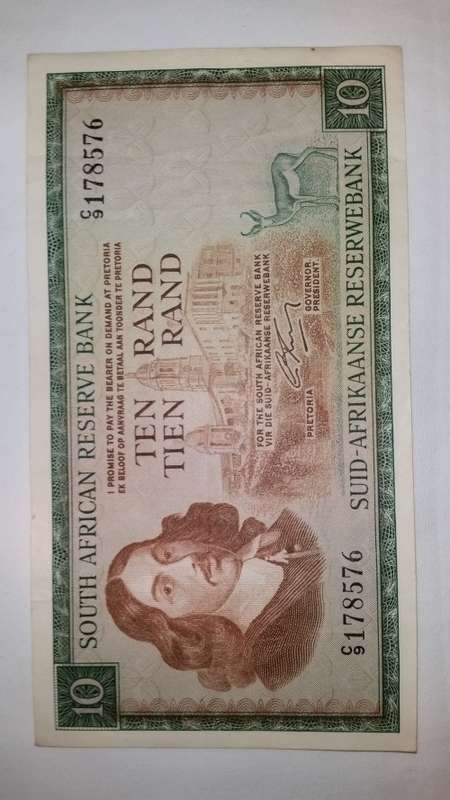 10
SOUTH AFRICAN RESERVE BANK
C/9 178576
I PROMISE TO PAY THE BEARER ON DEMAND AT PRETORIA
EK BELOOF OP AANVRAAG TE BETAAL AAN TOONDER TE PRETORIA
TEN RAND
TIEN RAND
FOR THE SOUTH AFRICAN RESERVE BANK
VIR DIE SUID-AFRIKAANSE RESERWEBANK
PRETORIA
GOVERNOR.
PRESIDENT.
C/9 178576
SUID-AFRIKAANSE RESERWEBANK
10